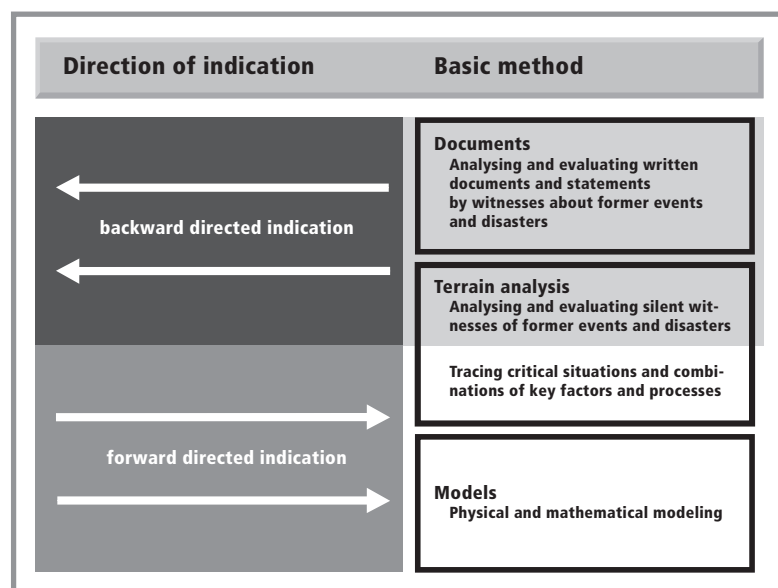 Direction of indication
Basic method
backward directed indication
Documents
Analysing and evaluating written
documents and statements
by witnesses about former events
and disasters
Terrain analysis
Analysing and evaluating silent wit-
nesses of former events and disasters
Tracing critical situations and combi-
nations of key factors and processes
forward directed indication
Models
Physical and mathematical modeling